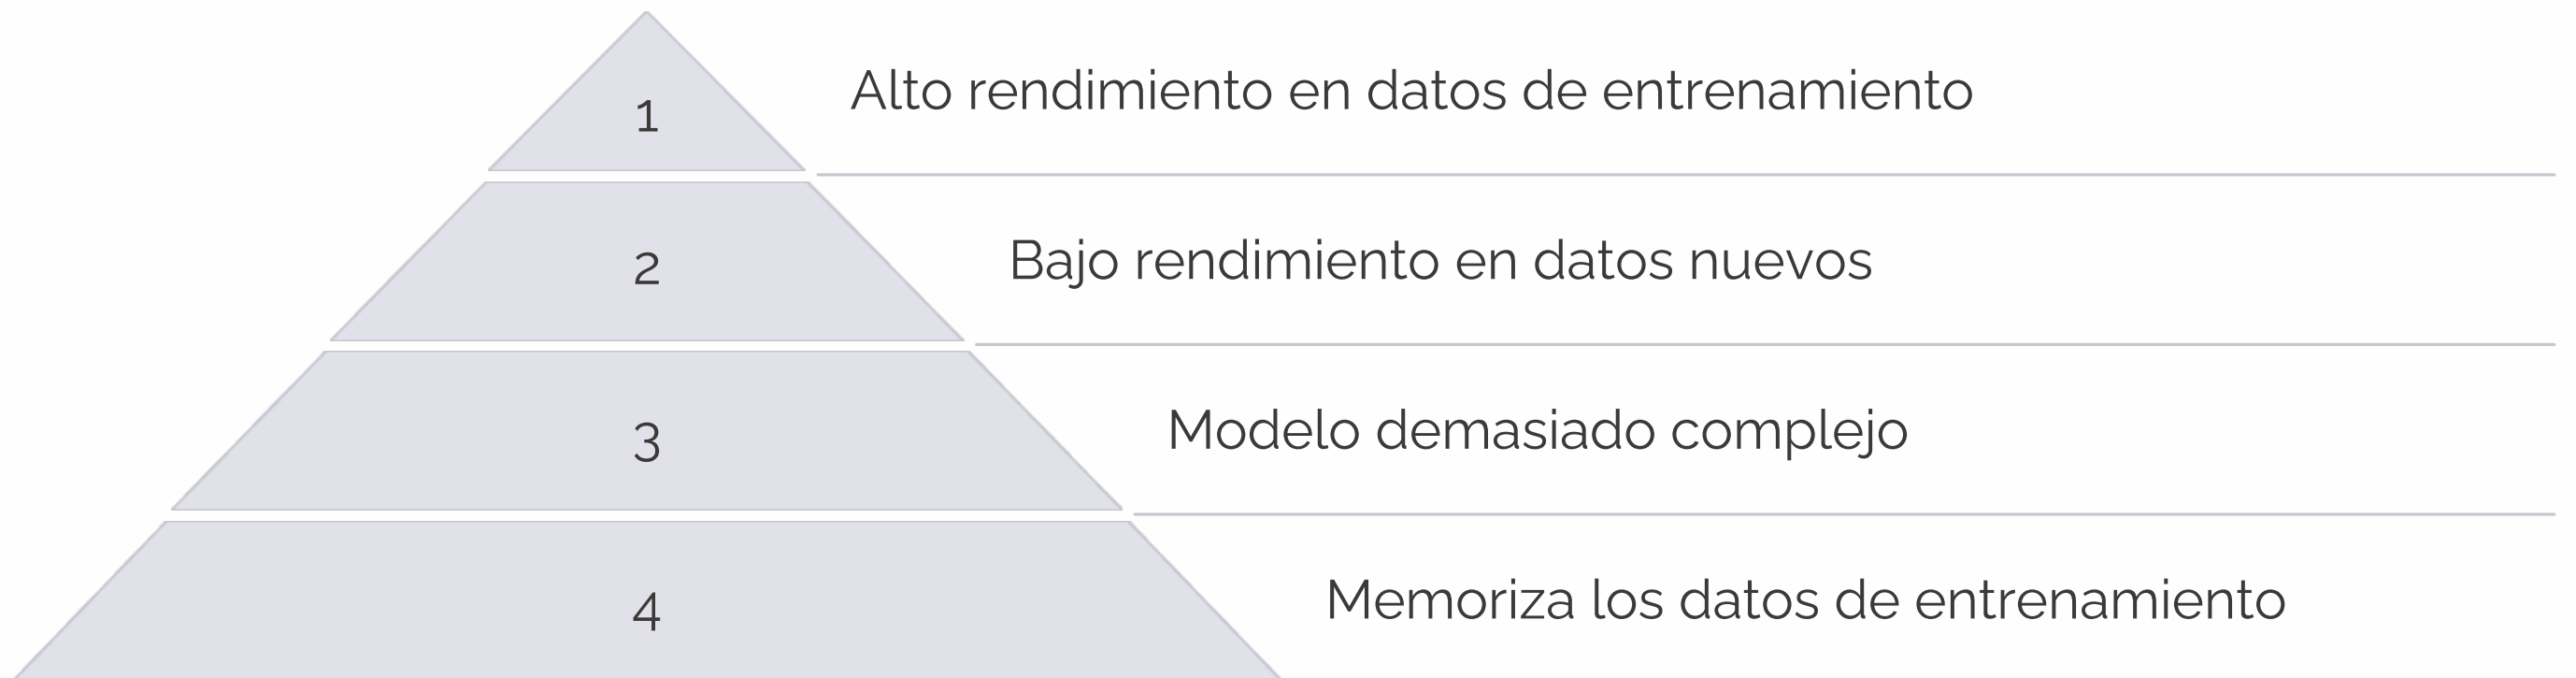 1
Alto rendimiento en datos de entrenamiento
2
Bajo rendimiento en datos nuevos
3
Modelo demasiado complejo
4
Memoriza los datos de entrenamiento